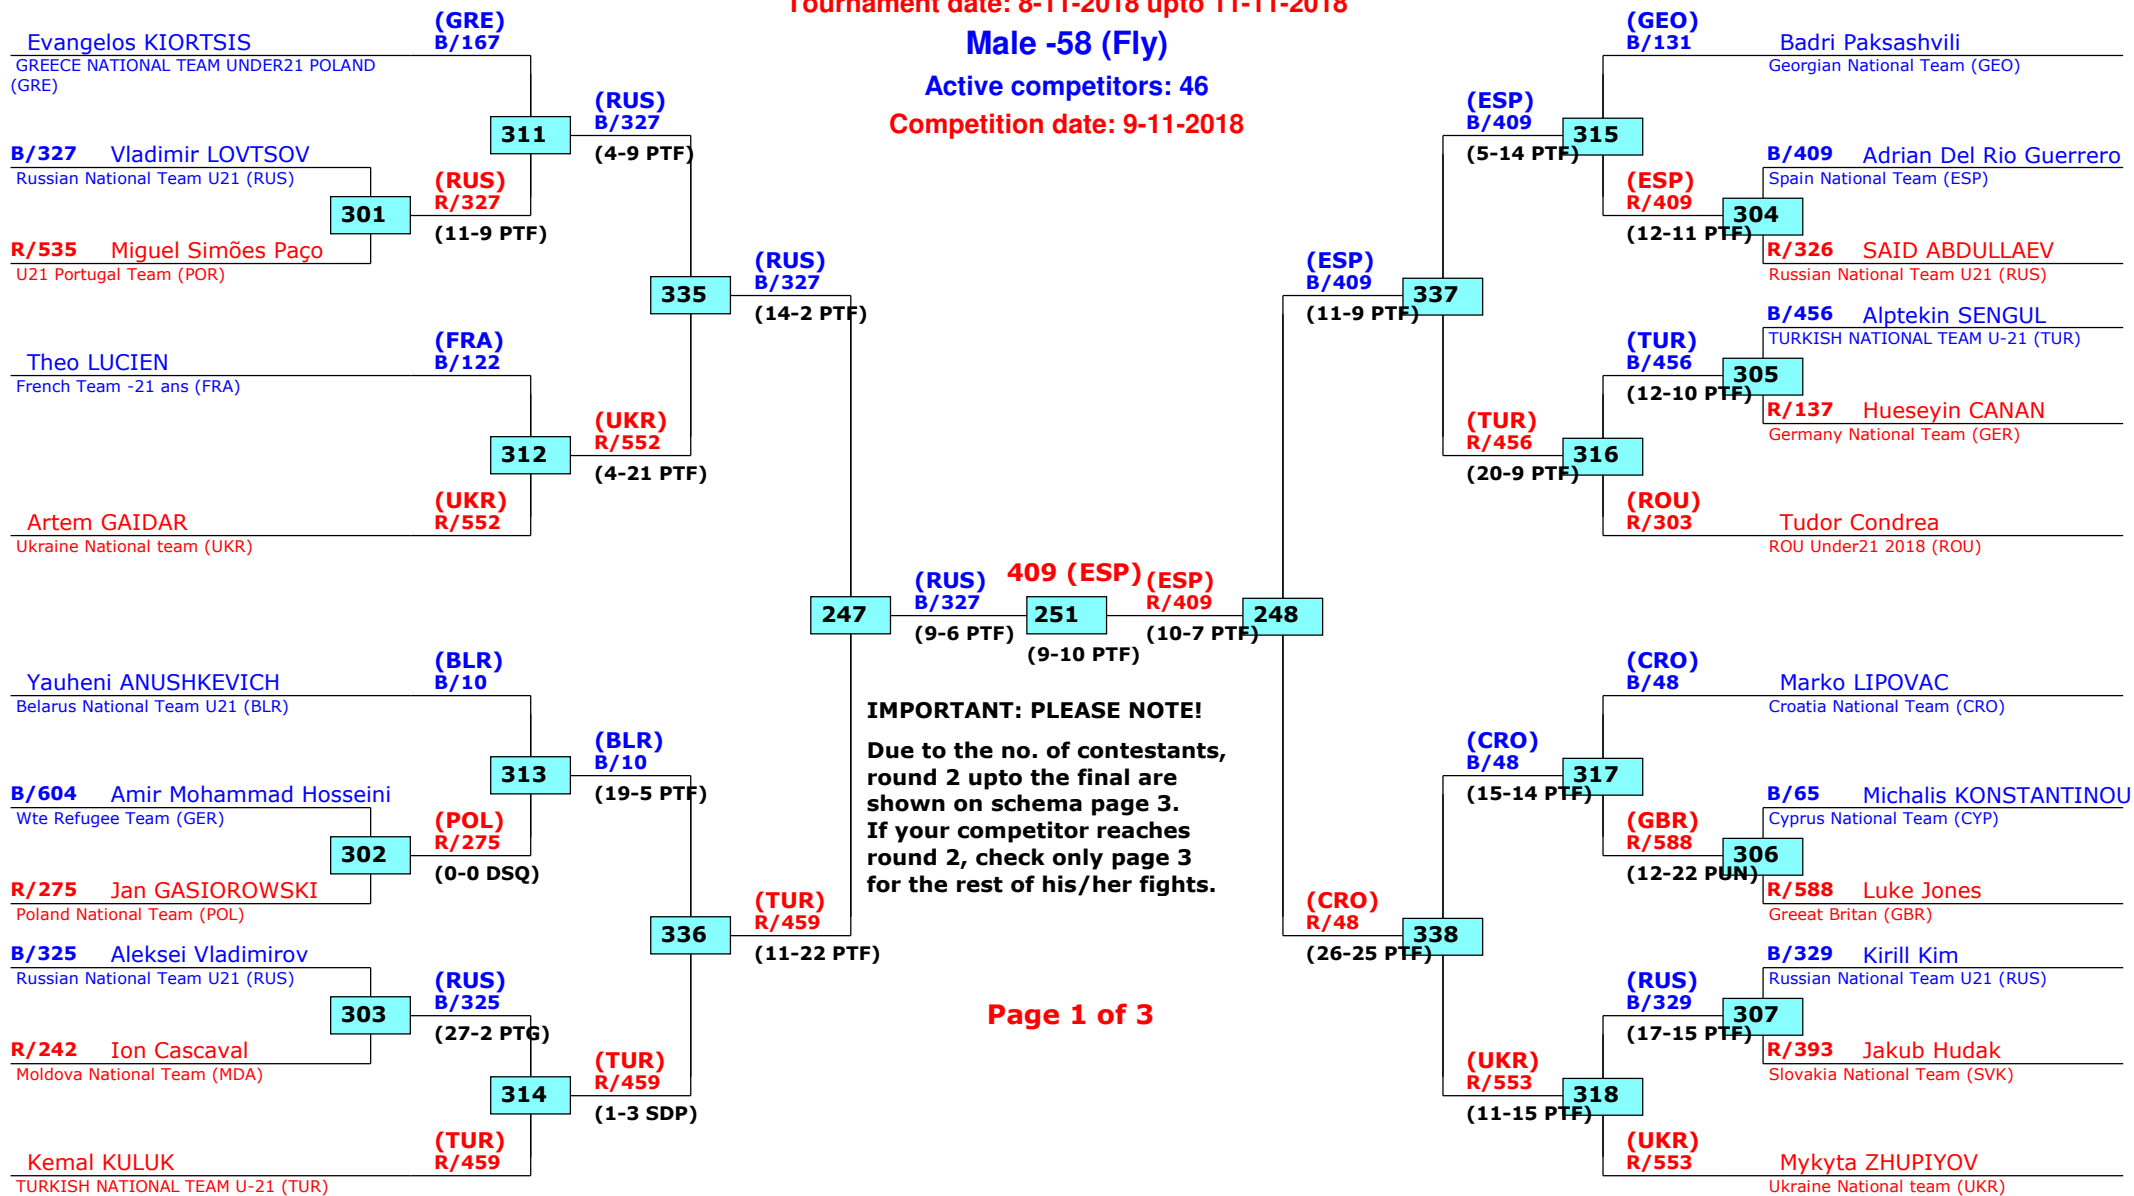 Tournament date: 8-11-2018 upto 11-11-2018
Male -58 (Fly)
Active competitors: 46
Competition date: 9-11-2018
(GRE)
Evangelos KIORTSIS B/167
GREECE NATIONAL TEAM UNDER21 POLAND
(GRE)
B/327 Vladimir LOVTSOV
Russian National Team U21 (RUS)
301
R/535 Miguel Simões Paço
U21 Portugal Team (POR)
(RUS)
R/327
(11-9 PTF)
311
(RUS)
B/327
(4-9 PTF)
(FRA)
Theo LUCIEN B/122
French Team -21 ans (FRA)
312
(UKR)
Artem GAIDAR R/552
Ukraine National team (UKR)
(UKR)
R/552
(4-21 PTF)
335
(RUS)
B/327
(14-2 PTF)
(BLR)
Yauheni ANUSHKEVICH B/10
Belarus National Team U21 (BLR)
B/604 Amir Mohammad Hosseini
Wte Refugee Team (GER)
302
R/275 Jan GASIOROWSKI
Poland National Team (POL)
(POL)
R/275
(0-0 DSQ)
313
(BLR)
B/10
(19-5 PTF)
B/325 Aleksei Vladimirov
Russian National Team U21 (RUS)
303
R/242 Ion Cascaval
Moldova National Team (MDA)
(RUS)
B/325
(27-2 PTG)
314
(TUR)
Kemal KULUK R/459
TURKISH NATIONAL TEAM U-21 (TUR)
(TUR)
R/459
(1-3 SDP)
336
(TUR)
R/459
(11-22 PTF)
247
(RUS)
B/327
(9-6 PTF)
409 (ESP)
251
(9-10 PTF)
(ESP)
R/409
(10-7 PTF)
248
IMPORTANT: PLEASE NOTE!
Due to the no. of contestants,
round 2 upto the final are
shown on schema page 3.
If your competitor reaches
round 2, check only page 3
for the rest of his/her fights.
Page 1 of 3
(GEO)
B/131 Badri Paksashvili
Georgian National Team (GEO)
(ESP)
B/409
(5-14 PTF)
315
B/409 Adrian Del Rio Guerrero
Spain National Team (ESP)
(ESP)
R/409
(12-11 PTF)
304
R/326 SAID ABDULLAEV
Russian National Team U21 (RUS)
(ESP)
B/409
(11-9 PTF)
337
B/456 Alptekin SENGUL
TURKISH NATIONAL TEAM U-21 (TUR)
(TUR)
B/456
(12-10 PTF)
305
R/137 Hueseyin CANAN
Germany National Team (GER)
(TUR)
R/456
(20-9 PTF)
316
(ROU)
R/303 Tudor Condrea
ROU Under21 2018 (ROU)
(CRO)
B/48 Marko LIPOVAC
Croatia National Team (CRO)
(CRO)
B/48
(15-14 PTF)
317
B/65 Michalis KONSTANTINOU
Cyprus National Team (CYP)
(GBR)
R/588
(12-22 PUN)
306
R/588 Luke Jones
Greeat Britan (GBR)
(CRO)
R/48
(26-25 PTF)
338
B/329 Kirill Kim
Russian National Team U21 (RUS)
(RUS)
B/329
(17-15 PTF)
307
R/393 Jakub Hudak
Slovakia National Team (SVK)
(UKR)
R/553
(11-15 PTF)
318
(UKR)
R/553 Mykyta ZHUPIYOV
Ukraine National team (UKR)